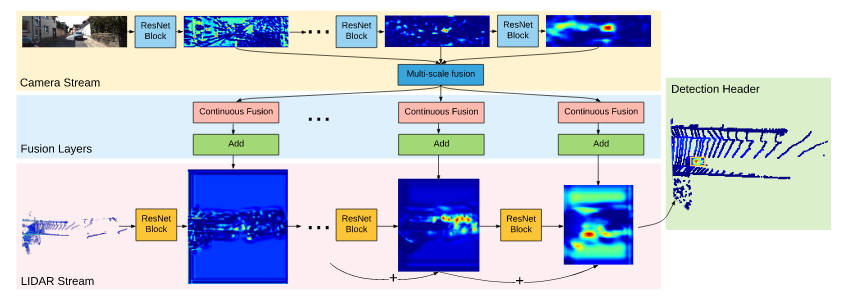 ResNet
Block
...
ResNet
Block
ResNet
Block
Camera Stream
Multi-scale fusion
Detection Header
Continuous Fusion
...
Continuous Fusion
Continuous Fusion
Fusion Layers
Add
Add
Add
ResNet
Block
...
ResNet
Block
ResNet
Block
+
+
LIDAR Stream